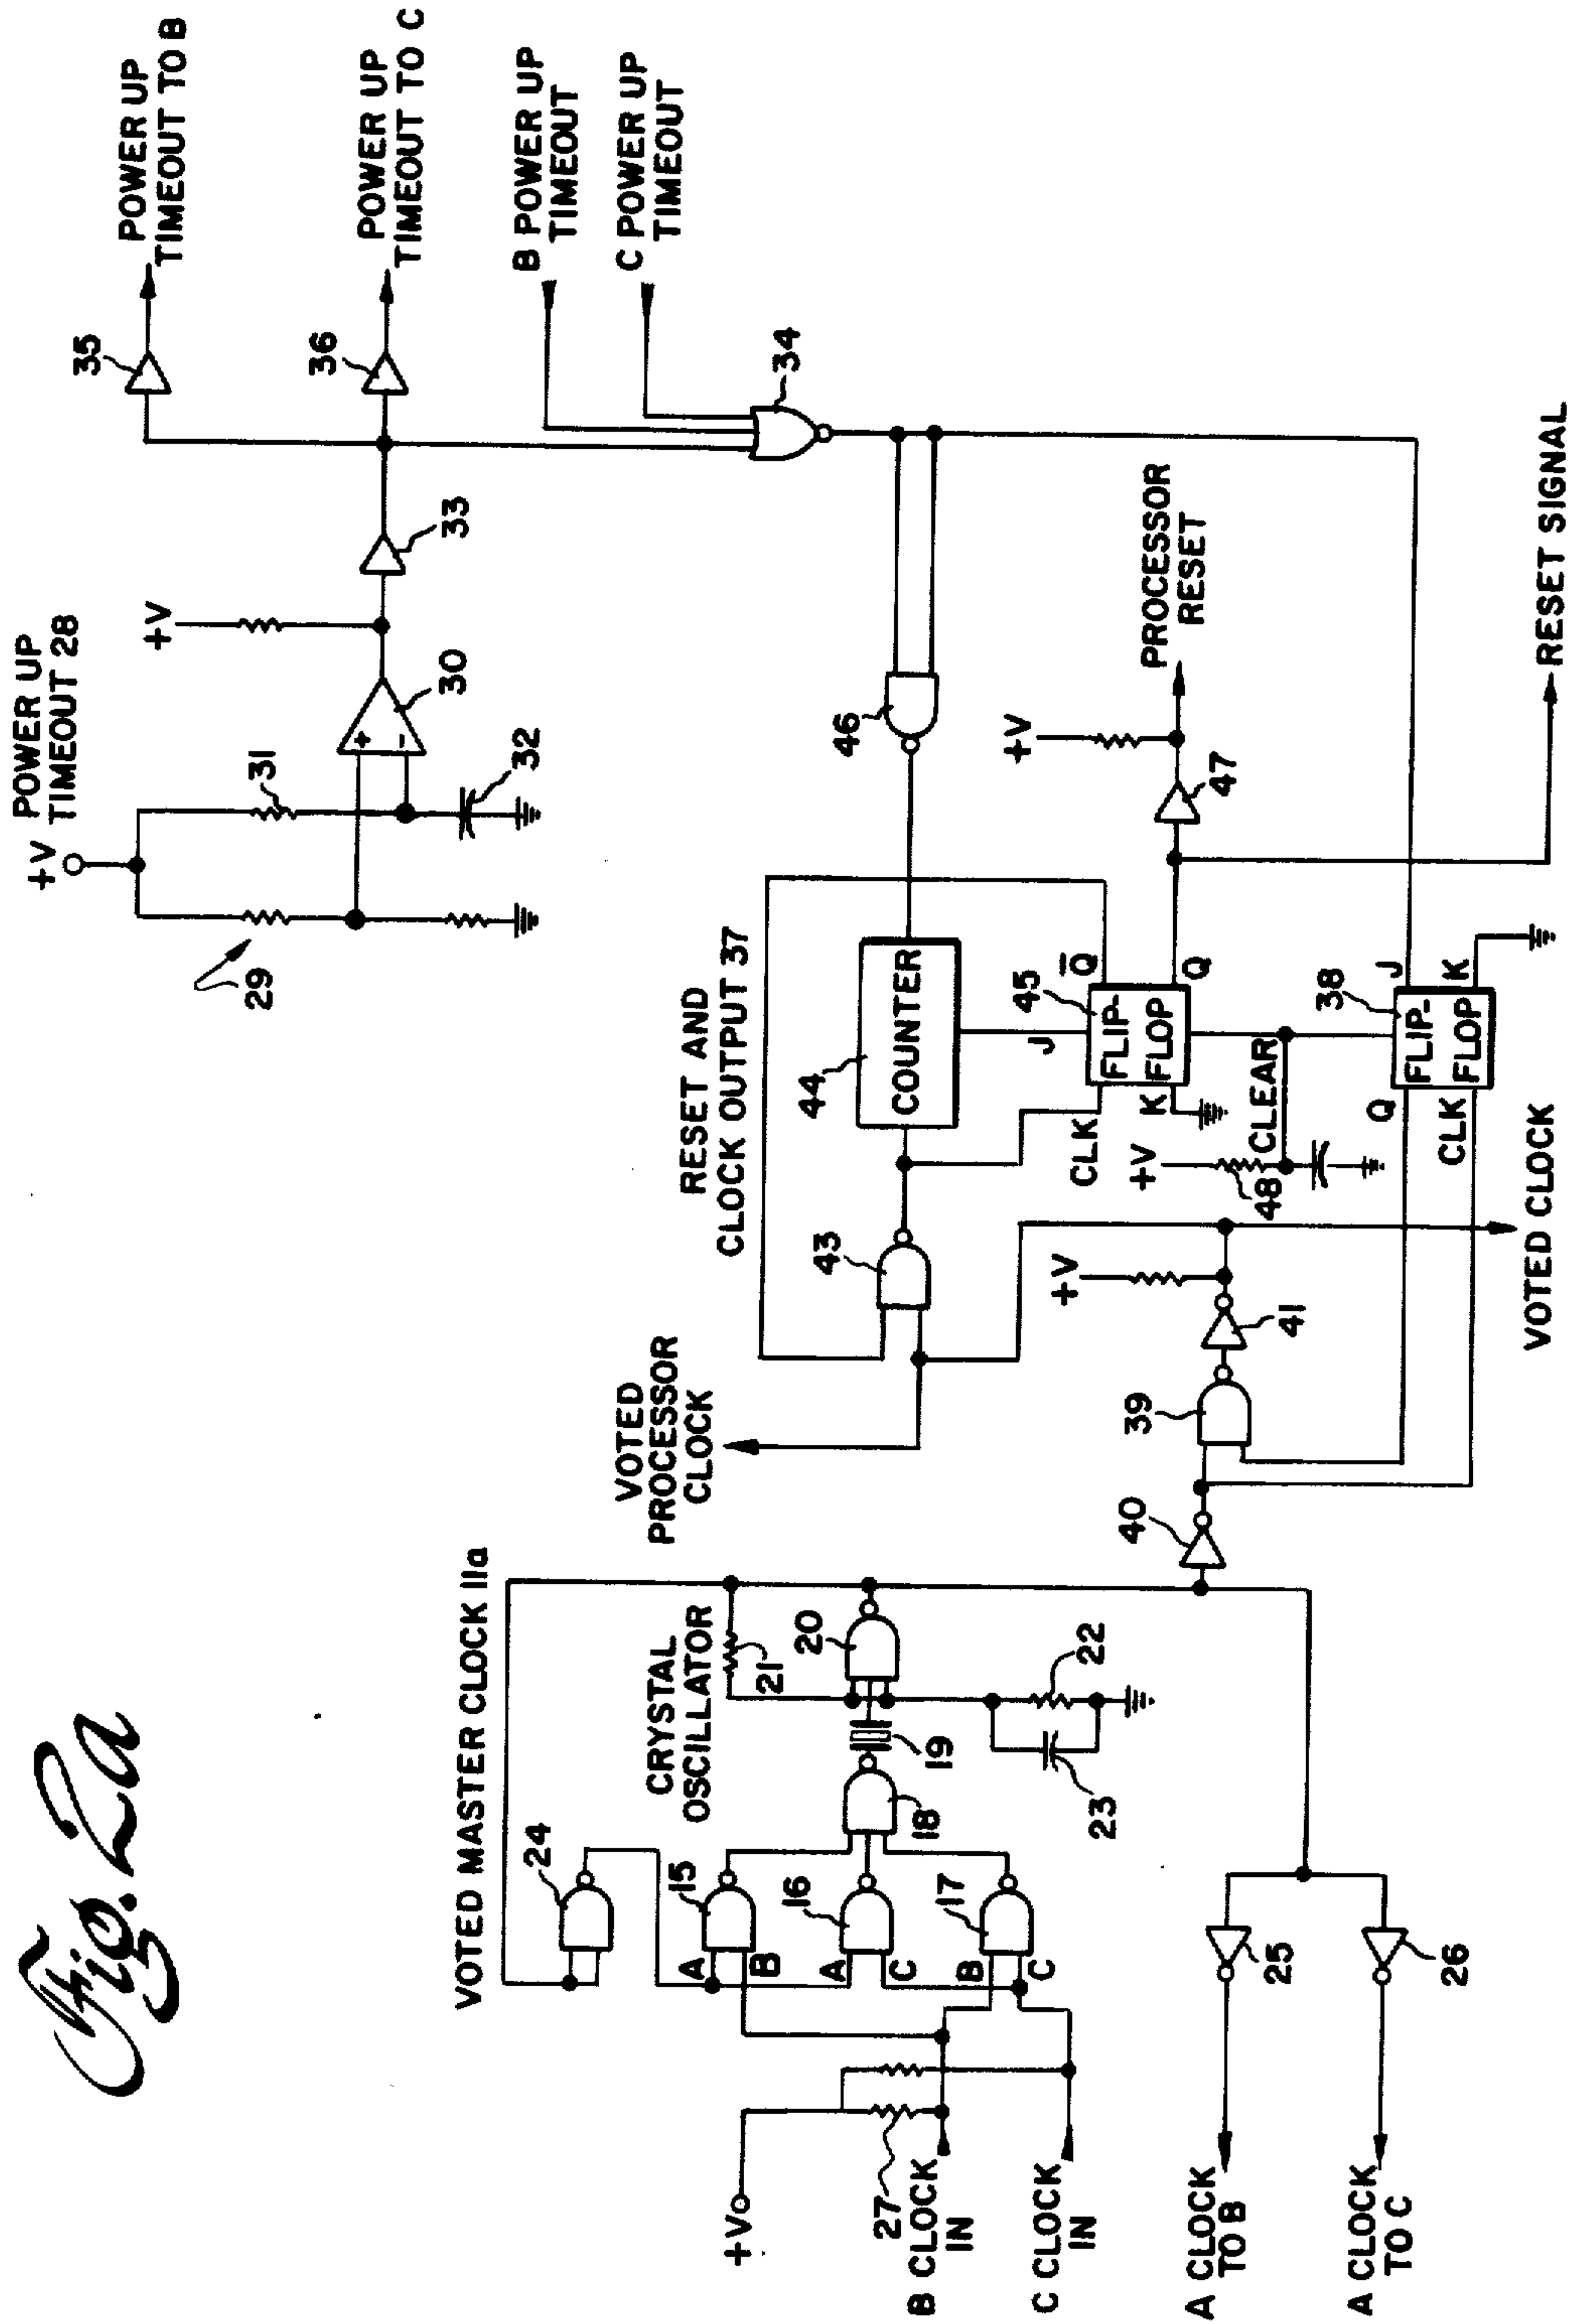 Fig. 2a
VOTED MASTER CLOCK 11a
24
CRYSTAL
OSCILLATOR
A
15
B
A
16
C
B
17
C
18
19
20
21
22
23
+V
27
B CLOCK
IN
C CLOCK
IN
A CLOCK
TO B
25
A CLOCK
TO C
26
VOTED
PROCESSOR
CLOCK
40
39
41
+V
VOTED CLOCK
RESET AND
CLOCK OUTPUT 37
43
44
COUNTER
46
CLK
J
45
Q̅
FLIP-
FLOP
K
Q
+V
48
CLEAR
Q
38
J
FLIP-
FLOP
CLK
K
47
+V
PROCESSOR
RESET
RESET SIGNAL
+V
POWER UP
TIMEOUT 28
29
31
32
+
-
30
+V
33
34
35
POWER UP
TIMEOUT TO B
36
POWER UP
TIMEOUT TO C
B POWER UP
TIMEOUT
C POWER UP
TIMEOUT